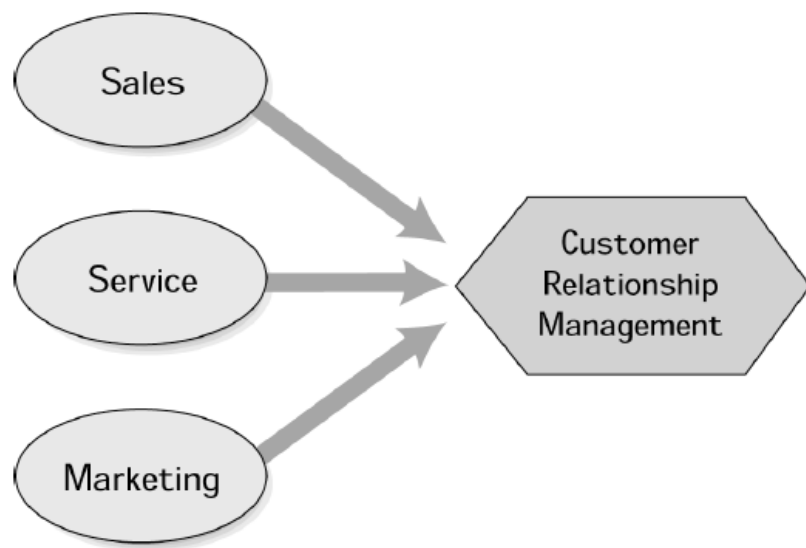 Sales
Service
Marketing
Customer
Relationship
Management